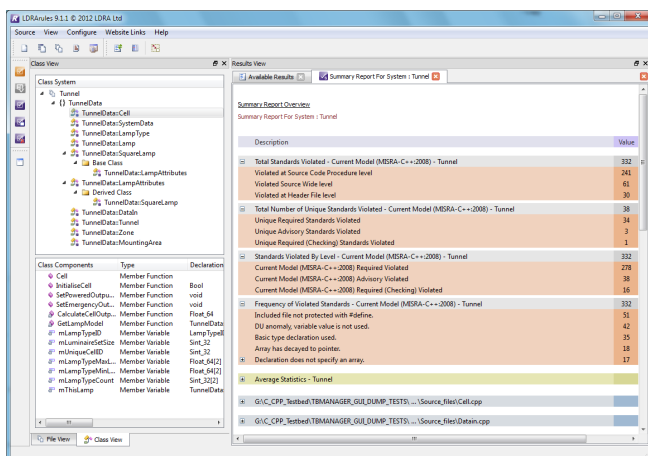 LDRArules 9.1.1 © 2012 LDRA Ltd
Source View Configure Website Links Help
Class View
Class System
Tunnel
{} TunnelData
TunnelData::Cell
TunnelData::SystemData
TunnelData::LampType
TunnelData::Lamp
TunnelData::SquareLamp
Base Class
TunnelData::LampAttributes
TunnelData::LampAttributes
Derived Class
TunnelData::SquareLamp
TunnelData::DataIn
TunnelData::Tunnel
TunnelData::Zone
TunnelData::MountingArea
Class Components Type Declaration
Cell Member Function
InitialiseCell Member Function Bool
SetPoweredOutpu... Member Function void
SetEmergencyOut... Member Function void
CalculateCellOutp... Member Function Float_64
GetLampModel Member Function TunnelData
mLampTypeID Member Variable LampTypeI
mLuminaireSetSize Member Variable Sint_32
mUniqueCellID Member Variable Sint_32
mLampTypeMaxL... Member Variable Float_64[2]
mLampTypeMinL... Member Variable Float_64[2]
mLampTypeCount Member Variable Sint_32[2]
mThisLamp Member Variable TunnelData
File View Class View
Results View
Available Results Summary Report For System : Tunnel
Summary Report Overview
Summary Report For System : Tunnel
Description Value
Total Standards Violated - Current Model (MISRA-C++:2008) - Tunnel 332
Violated at Source Code Procedure level 241
Violated Source Wide level 61
Violated at Header File level 30
Total Number of Unique Standards Violated - Current Model (MISRA-C++:2008) - Tunnel 38
Unique Required Standards Violated 34
Unique Advisory Standards Violated 3
Unique Required (Checking) Standards Violated 1
Standards Violated By Level - Current Model (MISRA-C++:2008) - Tunnel 332
Current Model (MISRA-C++:2008) Required Violated 278
Current Model (MISRA-C++:2008) Advisory Violated 38
Current Model (MISRA-C++:2008) Required (Checking) Violated 16
Frequency of Violated Standards - Current Model (MISRA-C++:2008) - Tunnel 332
Included file not protected with #define. 51
DU anomaly, variable value is not used. 42
Basic type declaration used. 35
Array has decayed to pointer. 18
Declaration does not specify an array. 17
Average Statistics - Tunnel
G:\C_CPP_Testbed\TBMANAGER_GUI_DUMP_TESTS\ ... \Source_files\Cell.cpp
G:\C_CPP_Testbed\TBMANAGER_GUI_DUMP_TESTS\ ... \Source_files\Datain.cpp